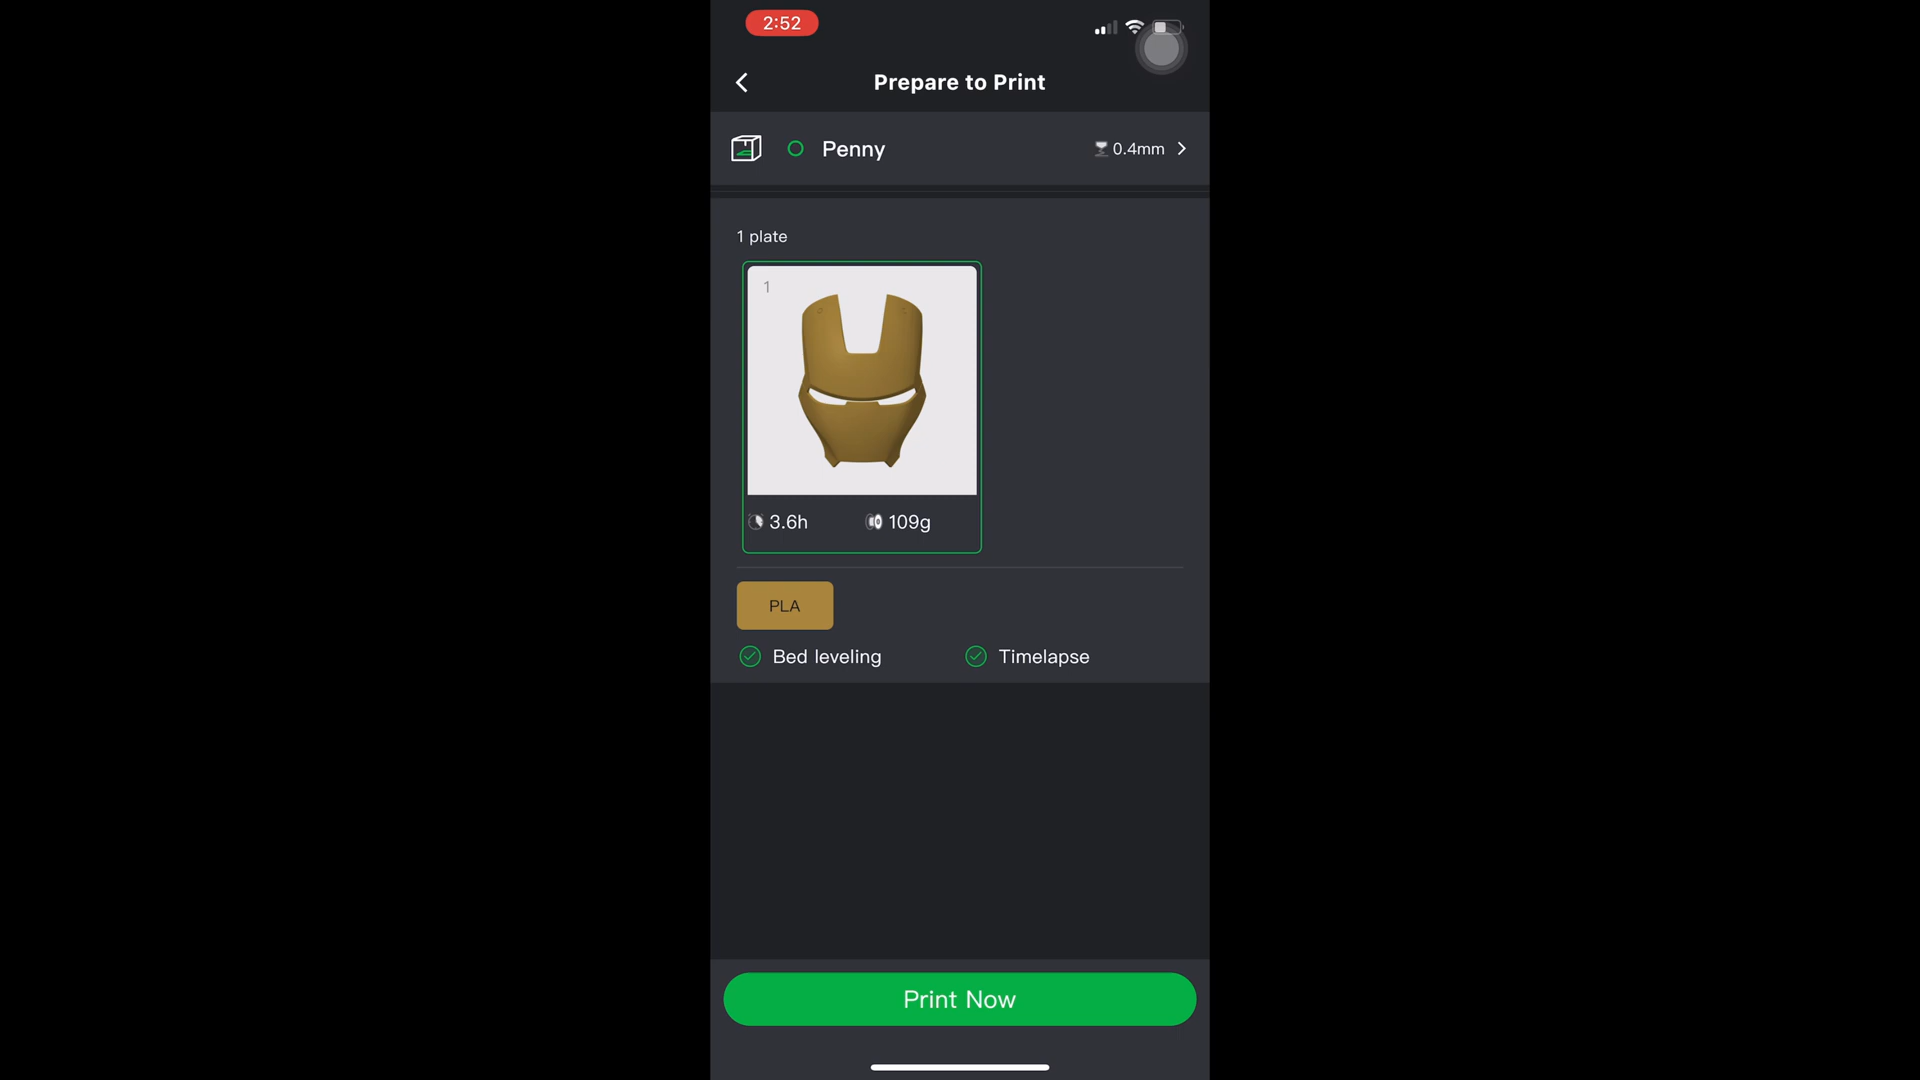 2:52
Prepare to Print
Penny
0.4mm
1 plate
1
3.6h
109g
PLA
Bed leveling
Timelapse
Print Now